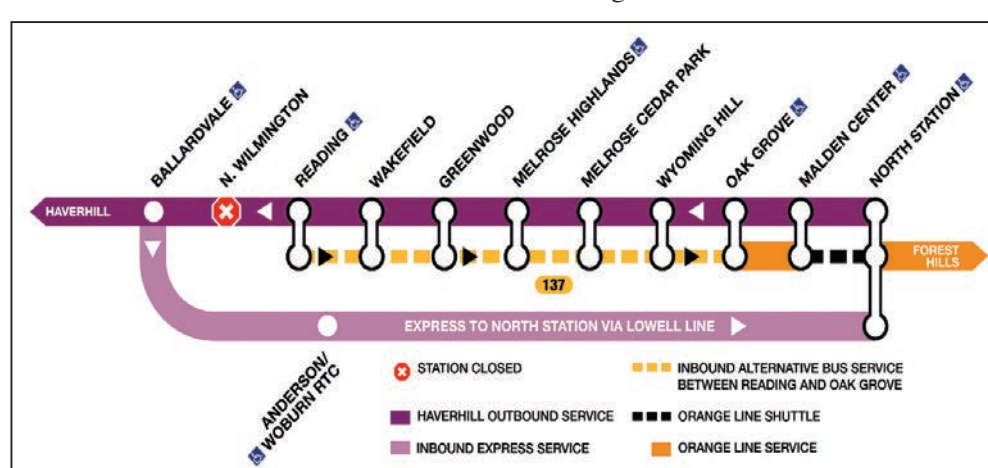 BALLARDVALE
N. WILMINGTON
READING
WAKEFIELD
GREENWOOD
MELROSE HIGHLANDS
MELROSE CEDAR PARK
WYOMING HILL
OAK GROVE
MALDEN CENTER
NORTH STATION
HAVERHILL
FOREST
HILLS
137
EXPRESS TO NORTH STATION VIA LOWELL LINE
ANDERSON/
WOBURN RTC
STATION CLOSED
HAVERHILL OUTBOUND SERVICE
INBOUND EXPRESS SERVICE
INBOUND ALTERNATIVE BUS SERVICE
BETWEEN READING AND OAK GROVE
ORANGE LINE SHUTTLE
ORANGE LINE SERVICE